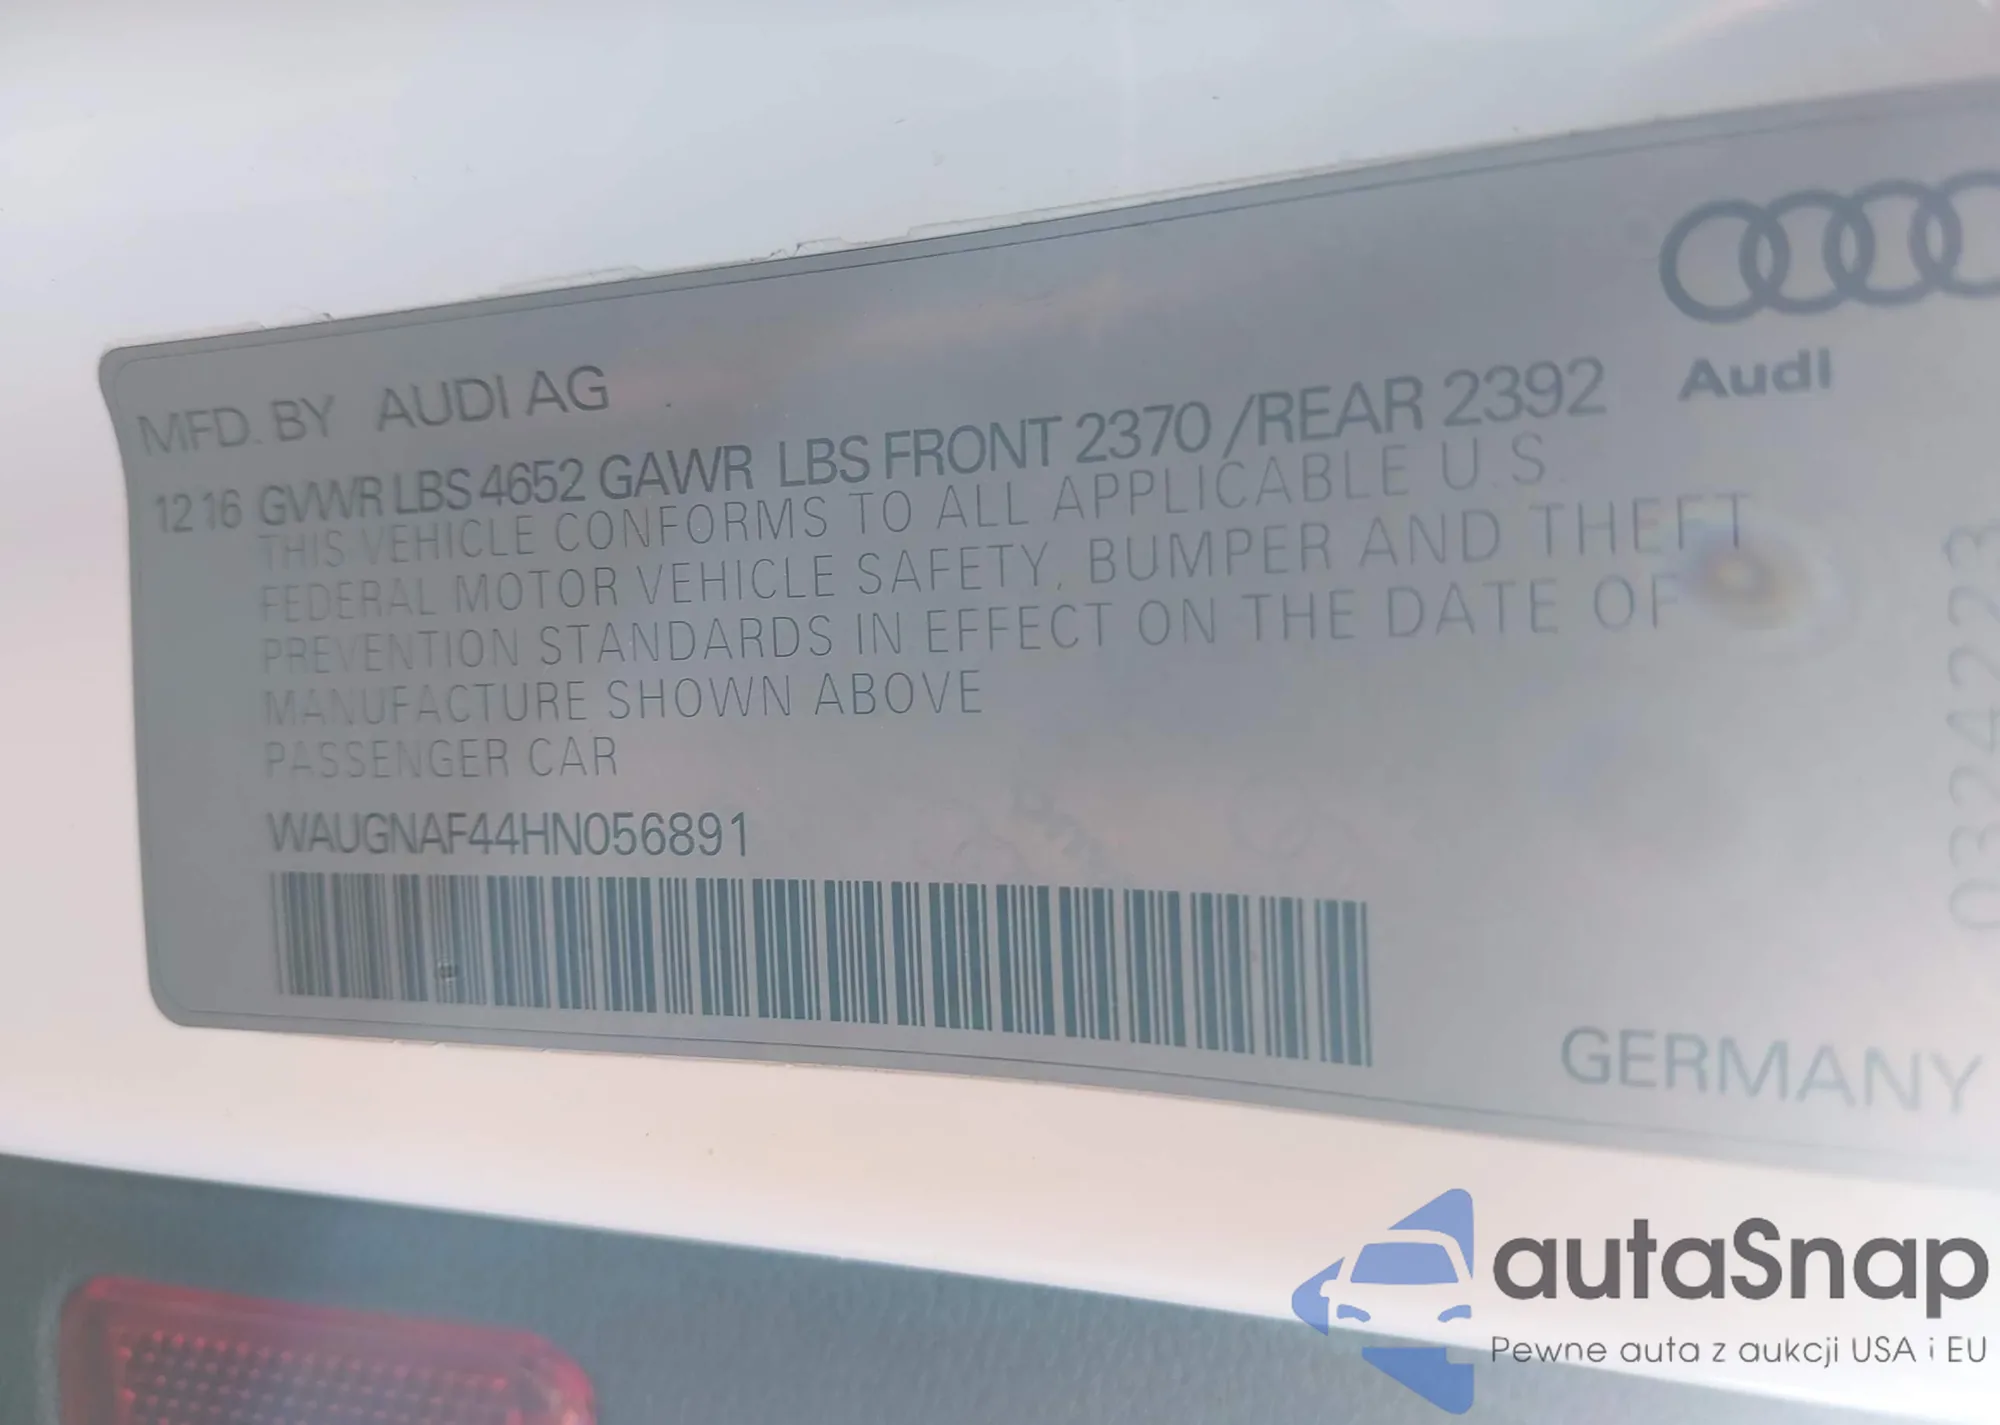 MFD. BY AUDI AG
12 16 GVWR LBS 4652 GAWR LBS FRONT 2370 /REAR 2392
THIS VEHICLE CONFORMS TO ALL APPLICABLE U.S.
FEDERAL MOTOR VEHICLE SAFETY, BUMPER AND THEFT
PREVENTION STANDARDS IN EFFECT ON THE DATE OF
MANUFACTURE SHOWN ABOVE
PASSENGER CAR
WAUGNAF44HN056891
Audi
0324223
GERMANY
autaSnap
Pewne auta z aukcji USA i EU